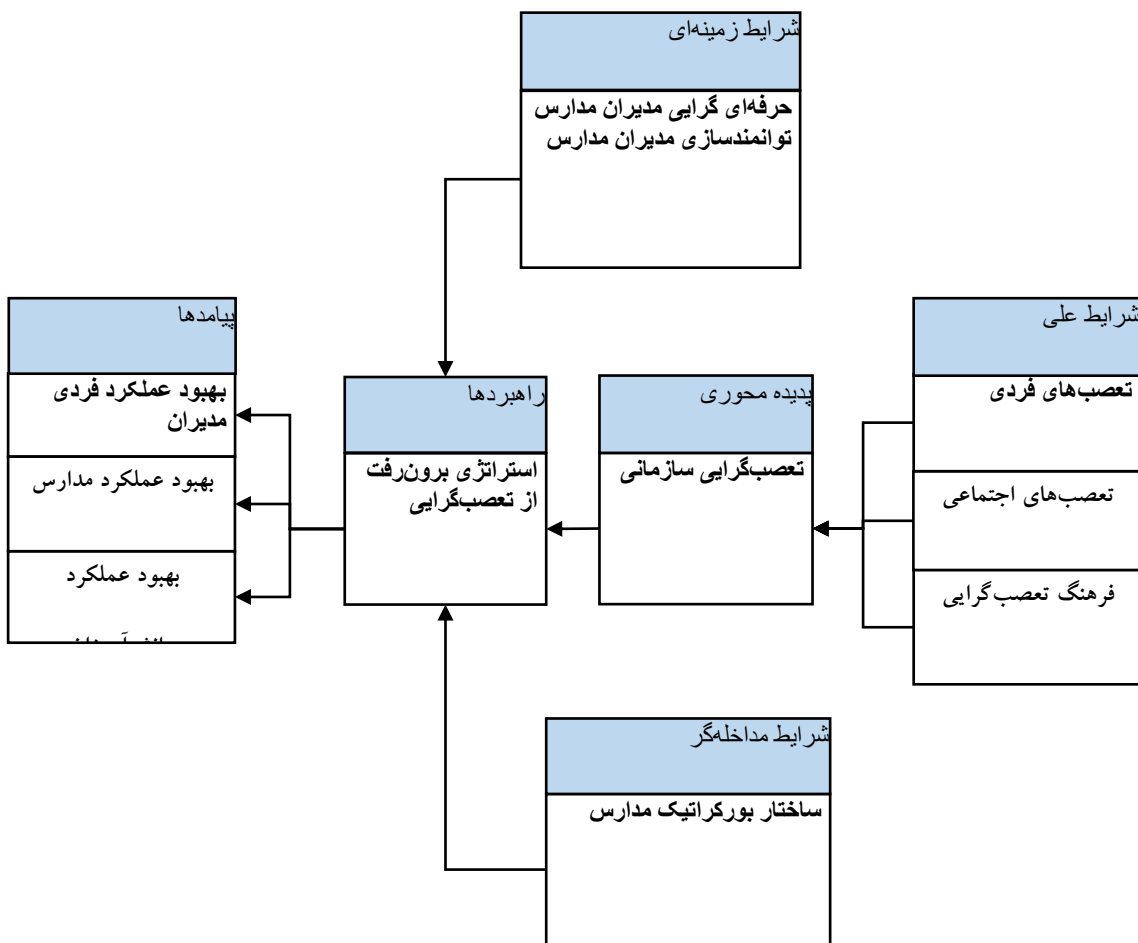 شرایط زمینه‌ای
حرفه‌ای گرایی مدیران مدارس
توانمندسازی مدیران مدارس
شرایط علی
تعصب‌های فردی
تعصب‌های اجتماعی
فرهنگ تعصب‌گرایی
پدیده محوری
تعصب‌گرایی سازمانی
راهبردها
استراتژی برون‌رفت
از تعصب‌گرایی
پیامدها
بهبود عملکرد فردی
مدیران
بهبود عملکرد مدارس
بهبود عملکرد
شرایط مداخله‌گر
ساختار بورکراتیک مدارس